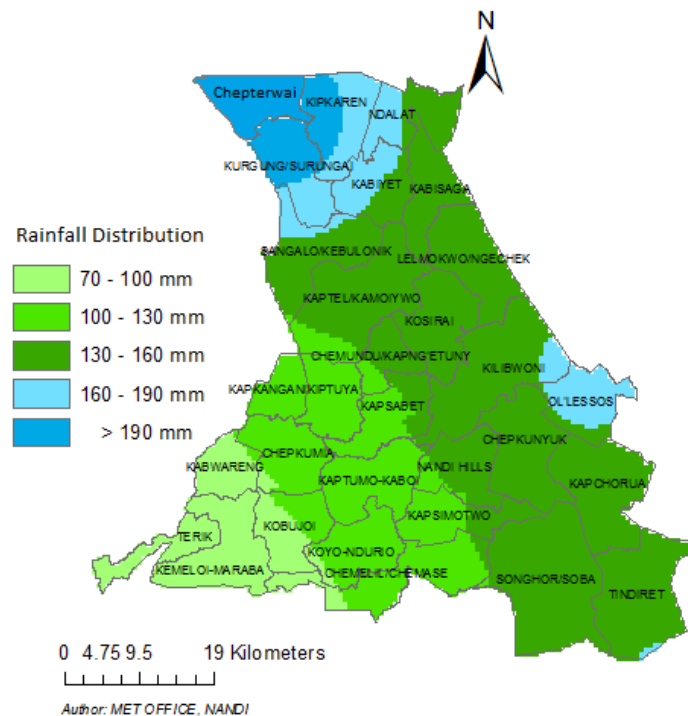 N
Chepterwai
KIPKAREN
NDALAT
KURGUNG/SURUNGAI
KABIYET
KABISAGA
Rainfall Distribution
SANGALO/KEBULONIK
LELMOKWO/NGECHEK
70 - 100 mm
KAPTEL/KAMOIYWO
100 - 130 mm
KOSIRAI
130 - 160 mm
CHEMUNDU/KAPNG'ETUNY
KILIBWONI
160 - 190 mm
KAPKANGANI
KIPTUYA
KAPSABET
OL'LESSOS
> 190 mm
CHEPKUNYUK
CHEPKUMIA
KABWARENG
NANDI HILLS
KAPTUMO-KABOI
KAPCHORUA
KAPSIMOTWO
KOBUJOI
TERIK
KOYO-NDURIO
KEMELOI-MARABA
CHEMELIL/CHEMASE
SONGHOR/SOBA
TINDIRET
0 4.75 9.5 19 Kilometers
Author: MET OFFICE, NANDI